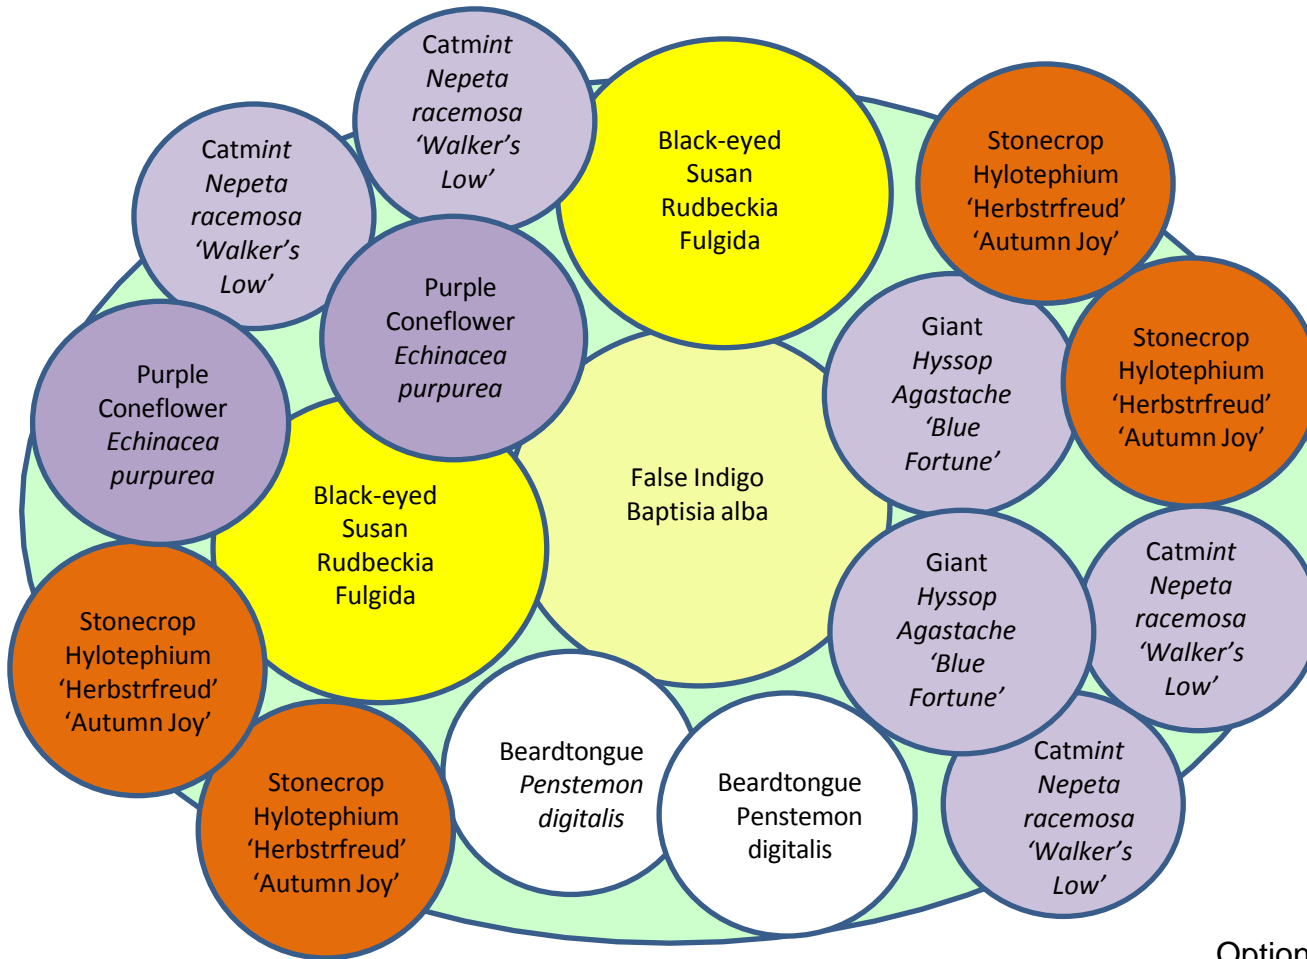 Catmint
Nepeta
racemosa
‘Walker's
Low’
Catmint
Nepeta
racemosa
‘Walker's
Low’
Black-eyed
Susan
Rudbeckia
Fulgida
Stonecrop
Hylotephium
‘Herbstrfreud’
‘Autumn Joy’
Purple
Coneflower
Echinacea
purpurea
Purple
Coneflower
Echinacea
purpurea
Giant
Hyssop
Agastache
‘Blue
Fortune’
Stonecrop
Hylotephium
‘Herbstrfreud’
‘Autumn Joy’
Black-eyed
Susan
Rudbeckia
Fulgida
False Indigo
Baptisia alba
Giant
Hyssop
Agastache
‘Blue
Fortune’
Catmint
Nepeta
racemosa
‘Walker's
Low’
Stonecrop
Hylotephium
‘Herbstrfreud’
‘Autumn Joy’
Stonecrop
Hylotephium
‘Herbstrfreud’
‘Autumn Joy’
Beardtongue
Penstemon
digitalis
Beardtongue
Penstemon
digitalis
Catmint
Nepeta
racemosa
‘Walker's
Low’
Option